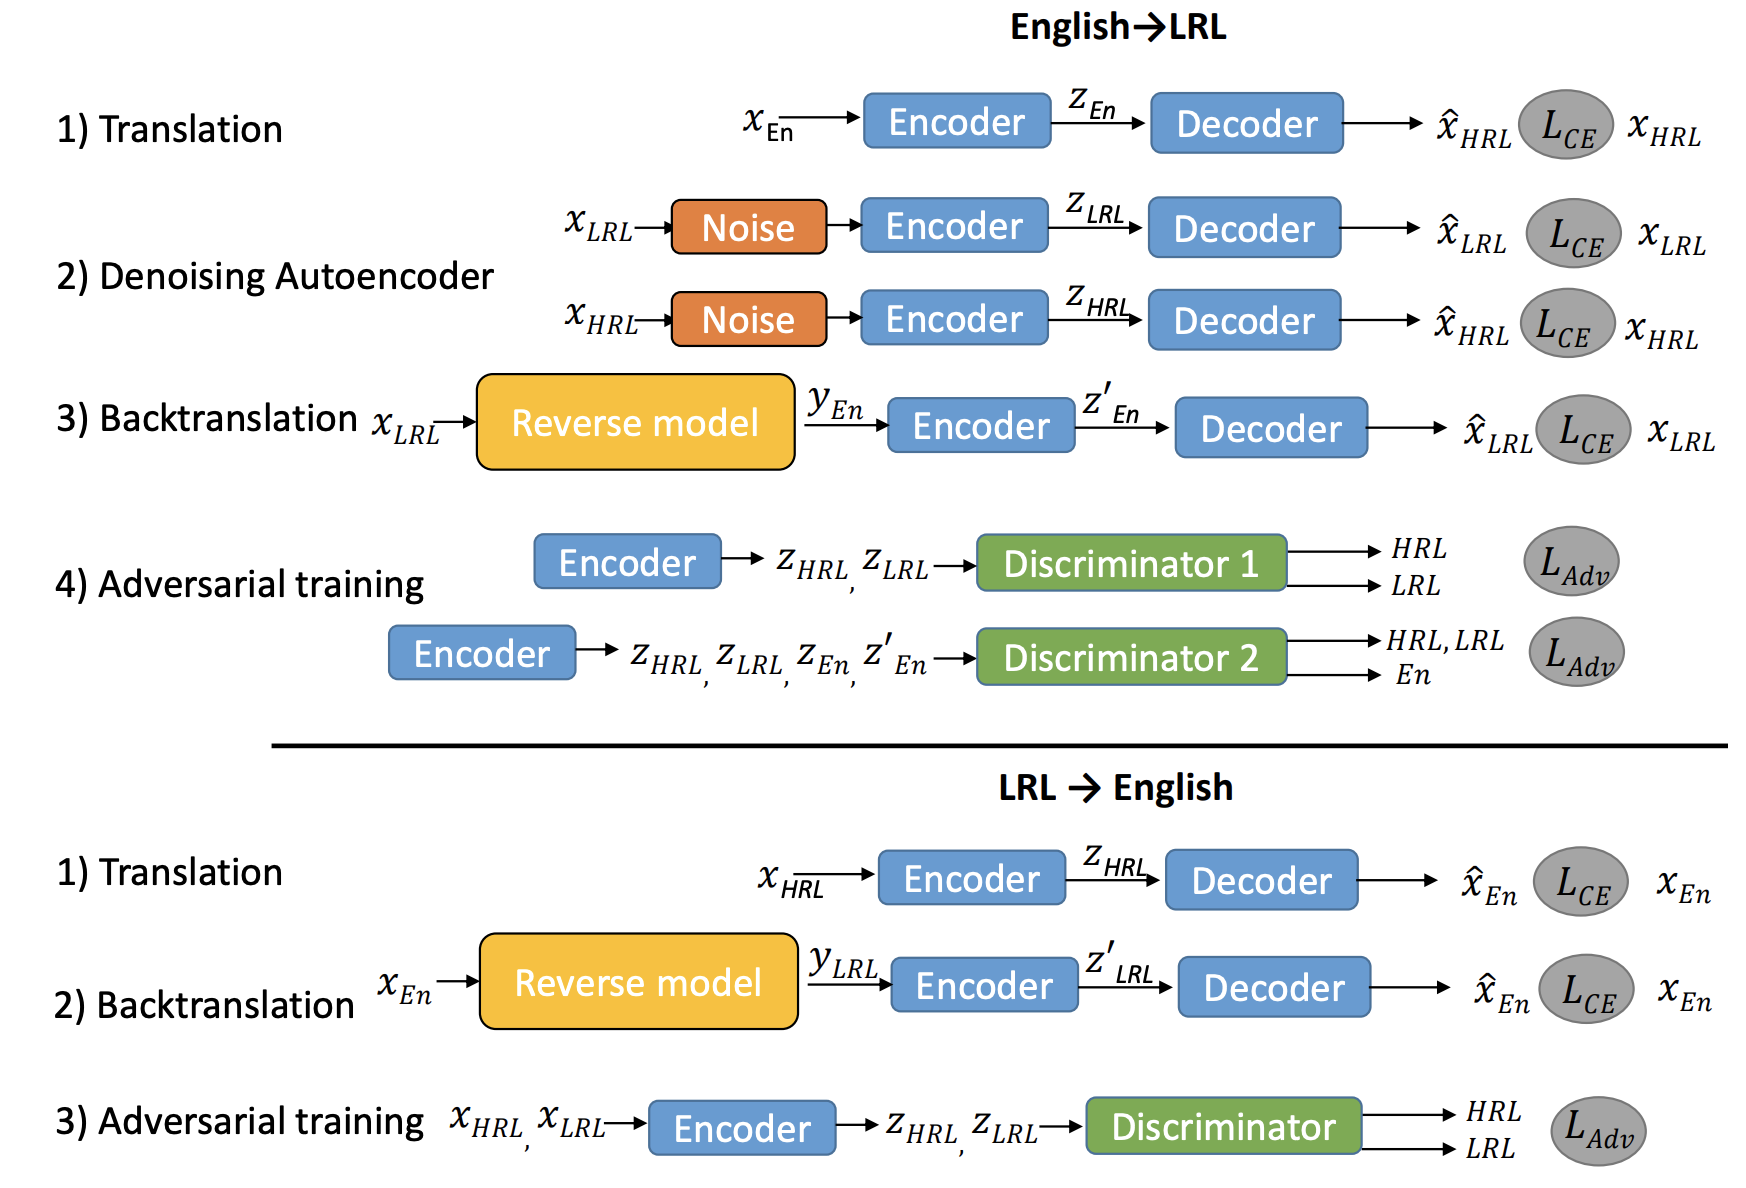 English→LRL
1) Translation x_En Encoder z_En Decoder x̂_HRL L_CE x_HRL
x_LRL Noise Encoder z_LRL Decoder x̂_LRL L_CE x_LRL
2) Denoising Autoencoder
x_HRL Noise Encoder z_HRL Decoder x̂_HRL L_CE x_HRL
3) Backtranslation x_LRL Reverse model y_En Encoder z'_En Decoder x̂_LRL L_CE x_LRL
Encoder z_HRL, z_LRL Discriminator 1 HRL LRL L_Adv
4) Adversarial training
Encoder z_HRL, z_LRL, z_En, z'_En Discriminator 2 HRL, LRL En L_Adv
LRL → English
1) Translation x_HRL Encoder z_HRL Decoder x̂_En L_CE x_En
2) Backtranslation x_En Reverse model y_LRL Encoder z'_LRL Decoder x̂_En L_CE x_En
3) Adversarial training x_HRL, x_LRL Encoder z_HRL, z_LRL Discriminator HRL LRL L_Adv